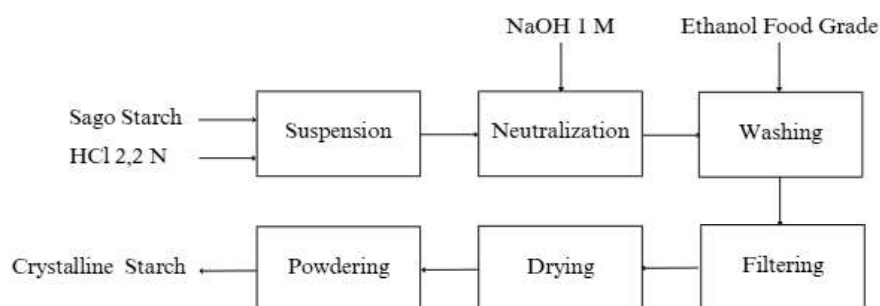 NaOH 1 M
Ethanol Food Grade
Sago Starch
HCl 2,2 N
Suspension
Neutralization
Washing
Crystalline Starch
Powdering
Drying
Filtering